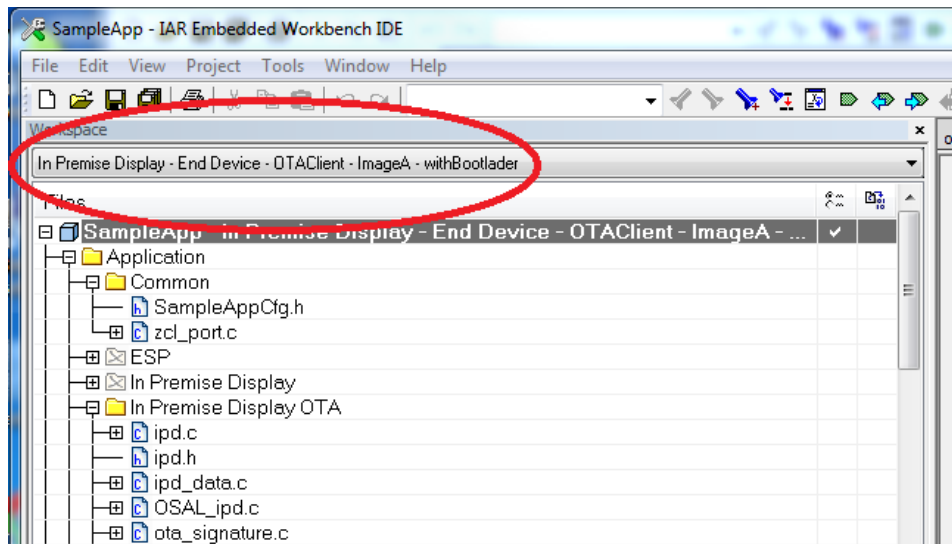 SampleApp - IAR Embedded Workbench IDE
File Edit View Project Tools Window Help
Workspace
In Premise Display - End Device - OTAClient - ImageA - withBootlader
Files
SampleApp - In Premise Display - End Device - OTAClient - ImageA - ...
Application
Common
SampleAppCfg.h
zcl_port.c
ESP
In Premise Display
In Premise Display OTA
ipd.c
ipd.h
ipd_data.c
OSAL_ipd.c
ota_signature.c